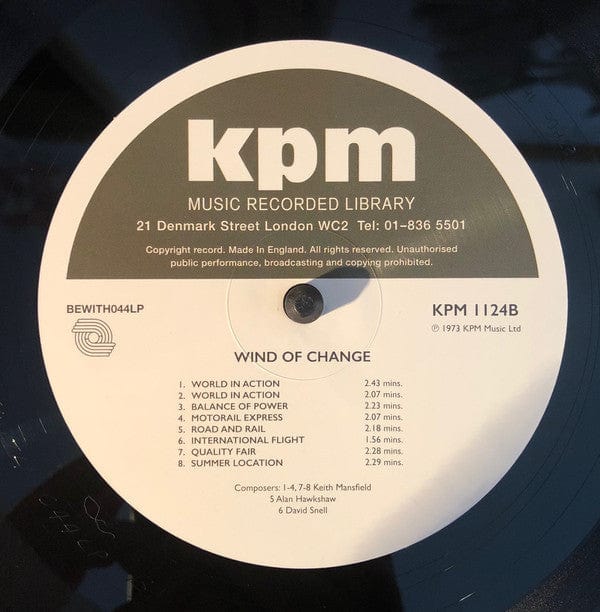 kpm
MUSIC RECORDED LIBRARY
21 Denmark Street London WC2 Tel: 01-836 5501
Copyright record. Made In England. All rights reserved. Unauthorised
public performance, broadcasting and copying prohibited.
BEWITH044LP
KPM 1124B
℗ 1973 KPM Music Ltd
WIND OF CHANGE
1. WORLD IN ACTION 2.43 mins.
2. WORLD IN ACTION 2.07 mins.
3. BALANCE OF POWER 2.23 mins.
4. MOTORAIL EXPRESS 2.07 mins.
5. ROAD AND RAIL 2.18 mins.
6. INTERNATIONAL FLIGHT 1.56 mins.
7. QUALITY FAIR 2.28 mins.
8. SUMMER LOCATION 2.29 mins.
Composers: 1-4, 7-8 Keith Mansfield
5 Alan Hawkshaw
6 David Snell